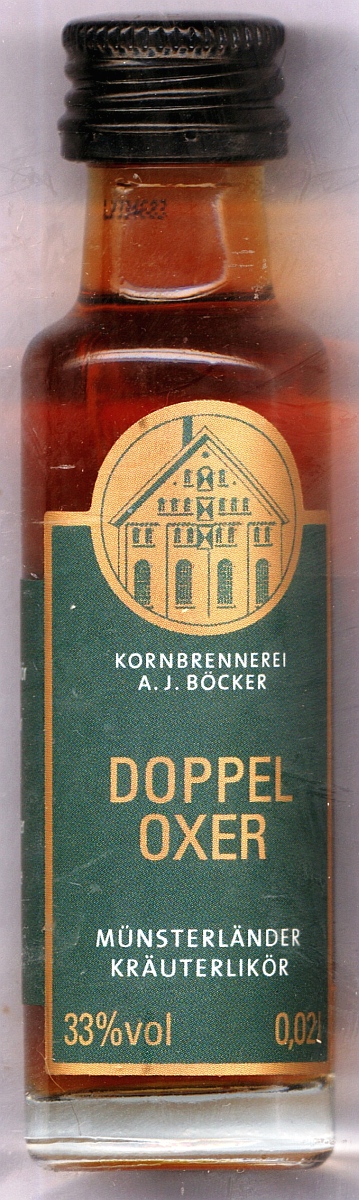 KORNBRENNEREI
A. J. BÖCKER
DOPPEL
OXER
MÜNSTERLÄNDER
KRÄUTERLIKÖR
33%vol 0,02l